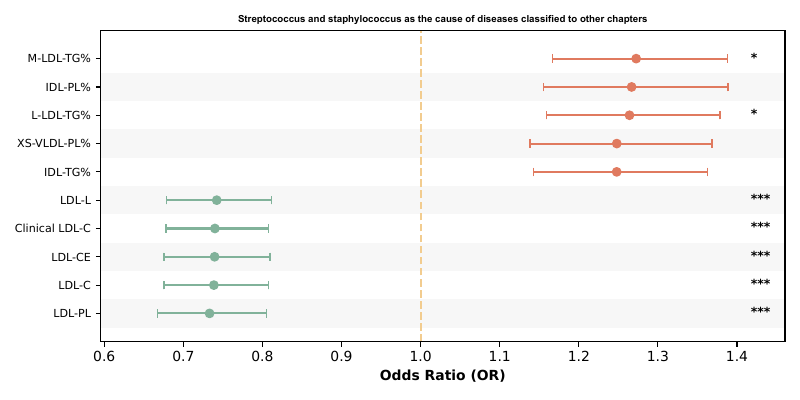 Streptococcus and staphylococcus as the cause of diseases classified to other chapters
M-LDL-TG% *
IDL-PL%
L-LDL-TG% *
XS-VLDL-PL%
IDL-TG%
LDL-L ***
Clinical LDL-C ***
LDL-CE ***
LDL-C ***
LDL-PL ***
0.6 0.7 0.8 0.9 1.0 1.1 1.2 1.3 1.4
Odds Ratio (OR)